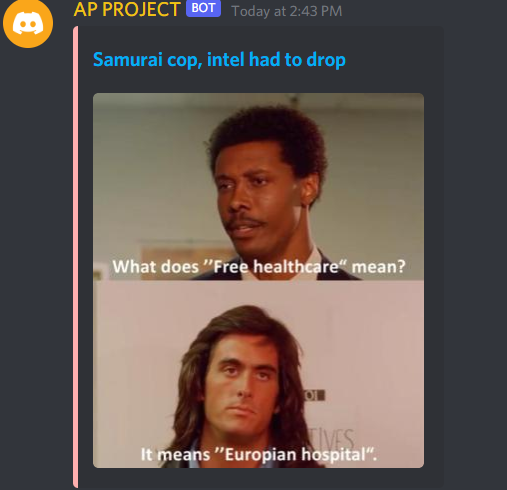 AP PROJECT BOT Today at 2:43 PM
Samurai cop, intel had to drop
What does ”Free healthcare“ mean?
It means ”Europian hospital“.